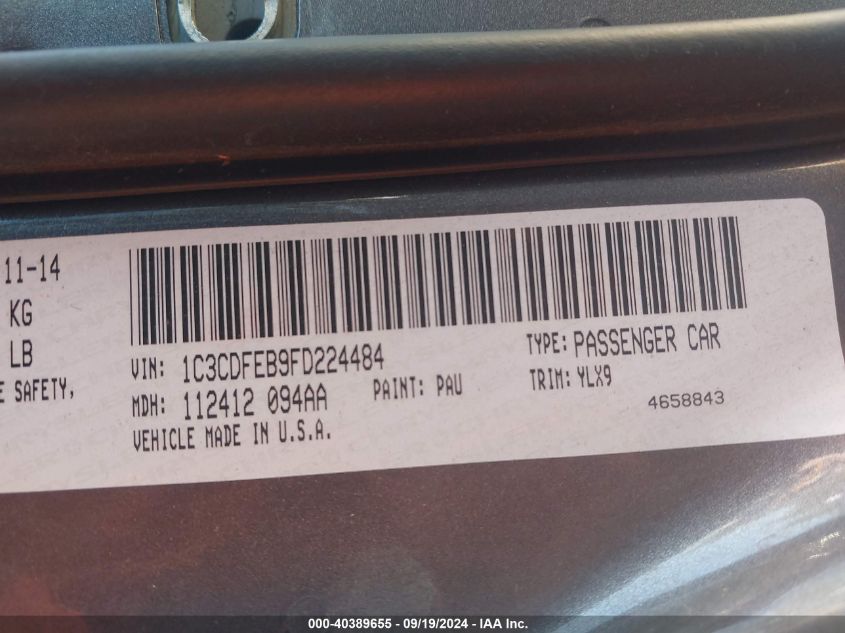 11-14
KG
LB
E SAFETY,
VIN: 1C3CDFEB9FD224484
TYPE: PASSENGER CAR
MDH: 112412 094AA
PAINT: PAU
TRIM: YLX9
VEHICLE MADE IN U.S.A.
4658843
000-40389655 - 09/19/2024 - IAA Inc.